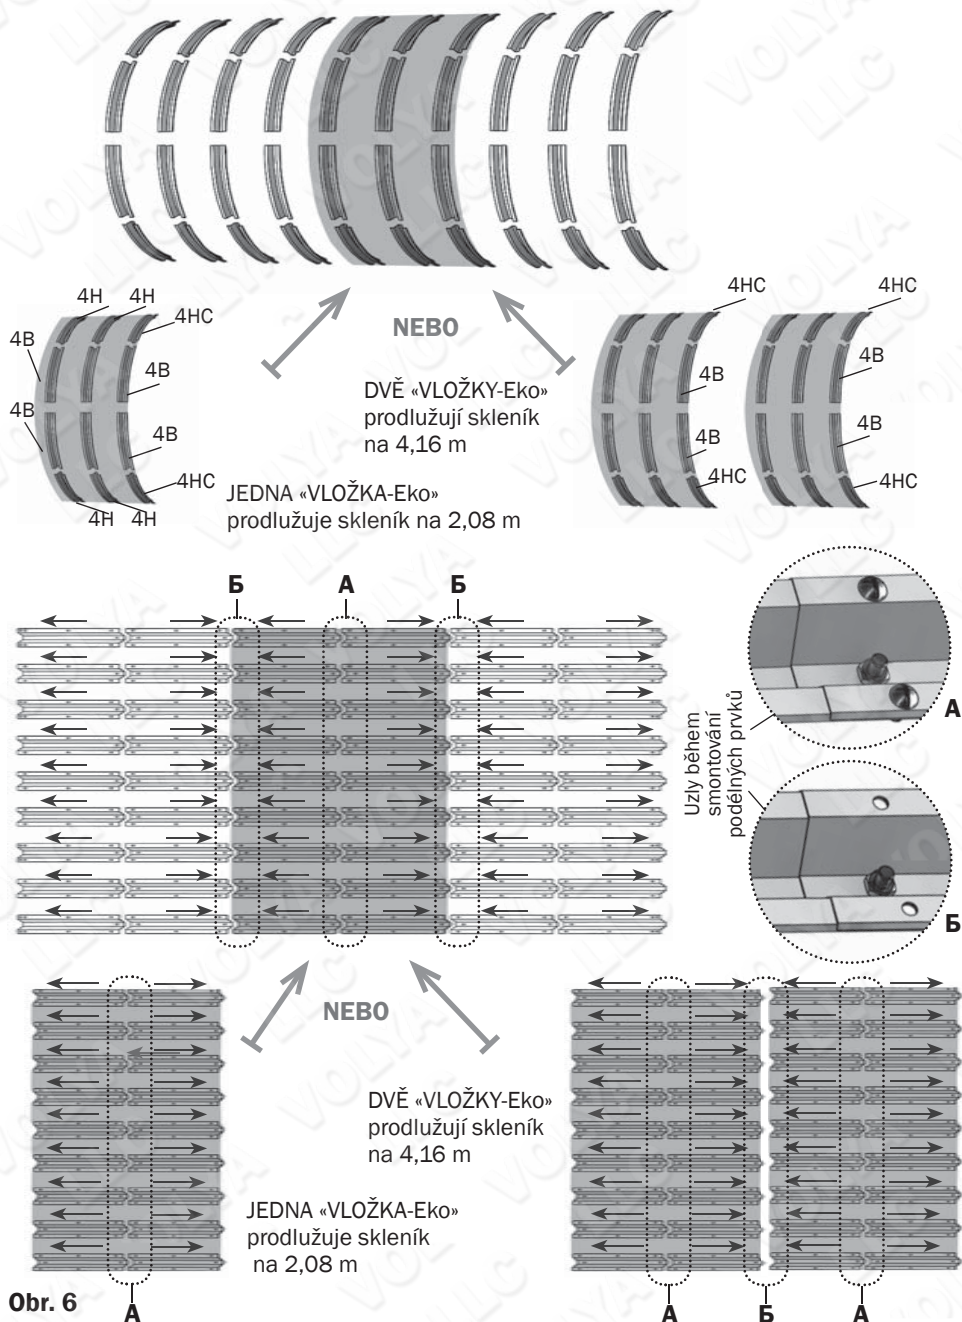 4H 4H
4HC
4B
4B
4B
4B
4HC
4H 4H
NEBO
DVĚ «VLOŽKY-Eko»
prodlužují skleník
na 4,16 m
JEDNA «VLOŽKA-Eko»
prodlužuje skleník na 2,08 m
4HC
4B
4B
4HC
4HC
4B
4B
4HC
Б А Б
Uzly během
smontování
podélných prvků
А
Б
NEBO
DVĚ «VLOŽKY-Eko»
prodlužují skleník
na 4,16 m
JEDNA «VLOŽKA-Eko»
prodlužuje skleník
na 2,08 m
Obr. 6
А
А Б А
VOLYA
LLC